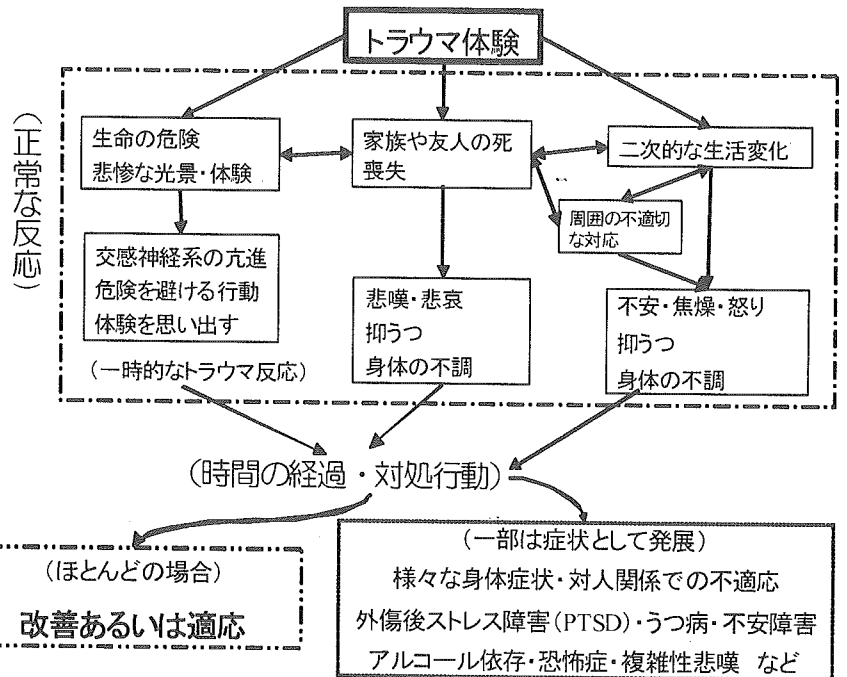 トラウマ体験
(正常な反応)
生命の危険
悲惨な光景・体験
家族や友人の死
喪失
二次的な生活変化
周囲の不適切
な対応
交感神経系の亢進
危険を避ける行動
体験を思い出す
(一時的なトラウマ反応)
悲嘆・悲哀
抑うつ
身体の不調
不安・焦燥・怒り
抑うつ
身体の不調
(時間の経過・対処行動)
(ほとんどの場合)
改善あるいは適応
(一部は症状として発展)
様々な身体症状・対人関係での不適応
外傷後ストレス障害(PTSD)・うつ病・不安障害
アルコール依存・恐怖症・複雑性悲嘆 など